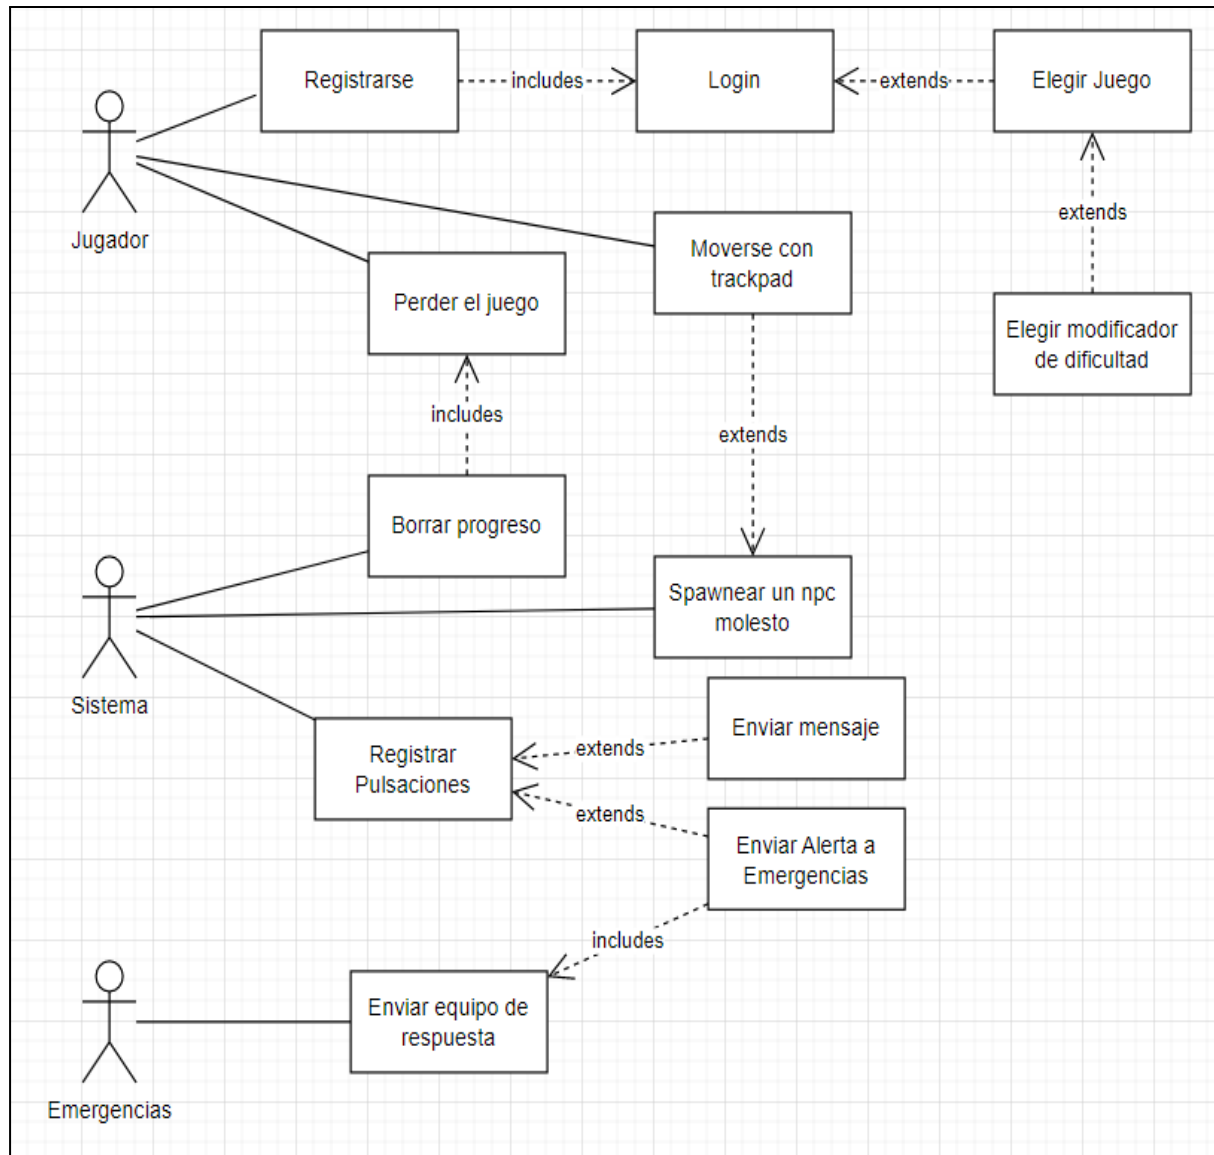 Registrarse
includes
Login
extends
Elegir Juego
Jugador
extends
Moverse con
trackpad
Perder el juego
Elegir modificador
de dificultad
includes
extends
Borrar progreso
Sistema
Spawnear un npc
molesto
Registrar
Pulsaciones
extends
Enviar mensaje
extends
Enviar Alerta a
Emergencias
includes
Emergencias
Enviar equipo de
respuesta